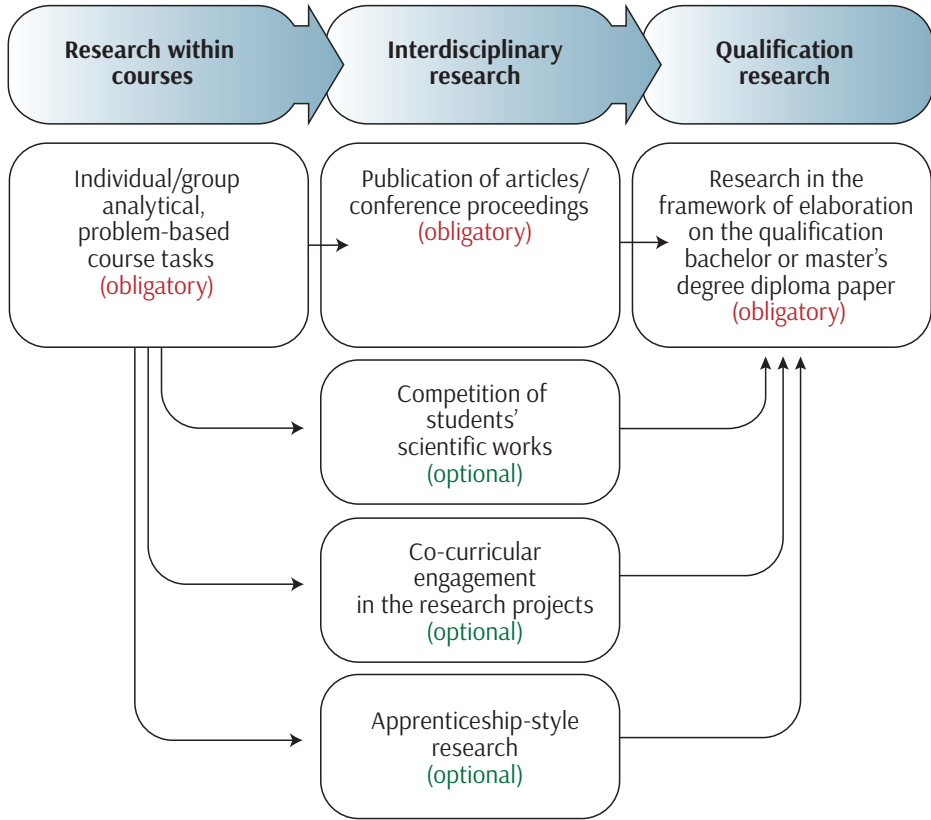 Research within
courses
Interdisciplinary
research
Qualification
research
Individual/group
analytical,
problem-based
course tasks
(obligatory)
Publication of articles/
conference proceedings
(obligatory)
Research in the
framework of elaboration
on the qualification
bachelor or master’s
degree diploma paper
(obligatory)
Competition of
students’
scientific works
(optional)
Co-curricular
engagement
in the research projects
(optional)
Apprenticeship-style
research
(optional)